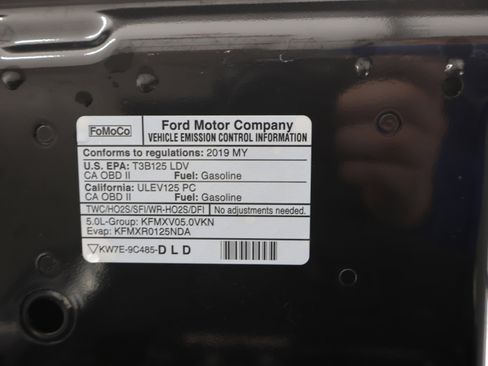 FoMoCo
Ford Motor Company
VEHICLE EMISSION CONTROL INFORMATION
Conforms to regulations: 2019 MY
U.S. EPA: T3B125 LDV
CA OBD II Fuel: Gasoline
California: ULEV125 PC
CA OBD II Fuel: Gasoline
TWC/HO2S/SFI/WR-HO2S/DFI No adjustments needed.
5.0L-Group: KFMXV05.0VKN
Evap: KFMXR0125NDA
▽KW7E-9C485-D L D